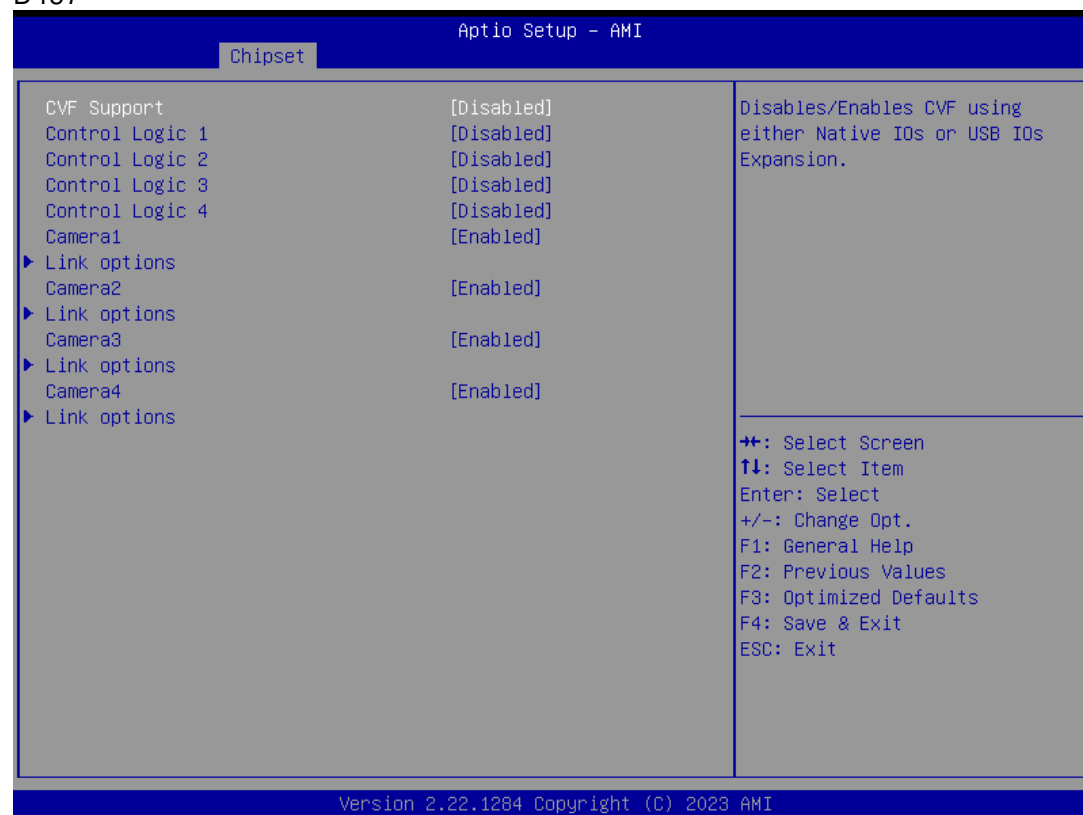 Aptio Setup – AMI
Chipset
CVF Support [Disabled]
Control Logic 1 [Disabled]
Control Logic 2 [Disabled]
Control Logic 3 [Disabled]
Control Logic 4 [Disabled]
Camera1 [Enabled]
▶ Link options
Camera2 [Enabled]
▶ Link options
Camera3 [Enabled]
▶ Link options
Camera4 [Enabled]
▶ Link options
Disables/Enables CVF using
either Native IOs or USB IOs
Expansion.
→←: Select Screen
↑↓: Select Item
Enter: Select
+/-: Change Opt.
F1: General Help
F2: Previous Values
F3: Optimized Defaults
F4: Save & Exit
ESC: Exit
Version 2.22.1284 Copyright (C) 2023 AMI